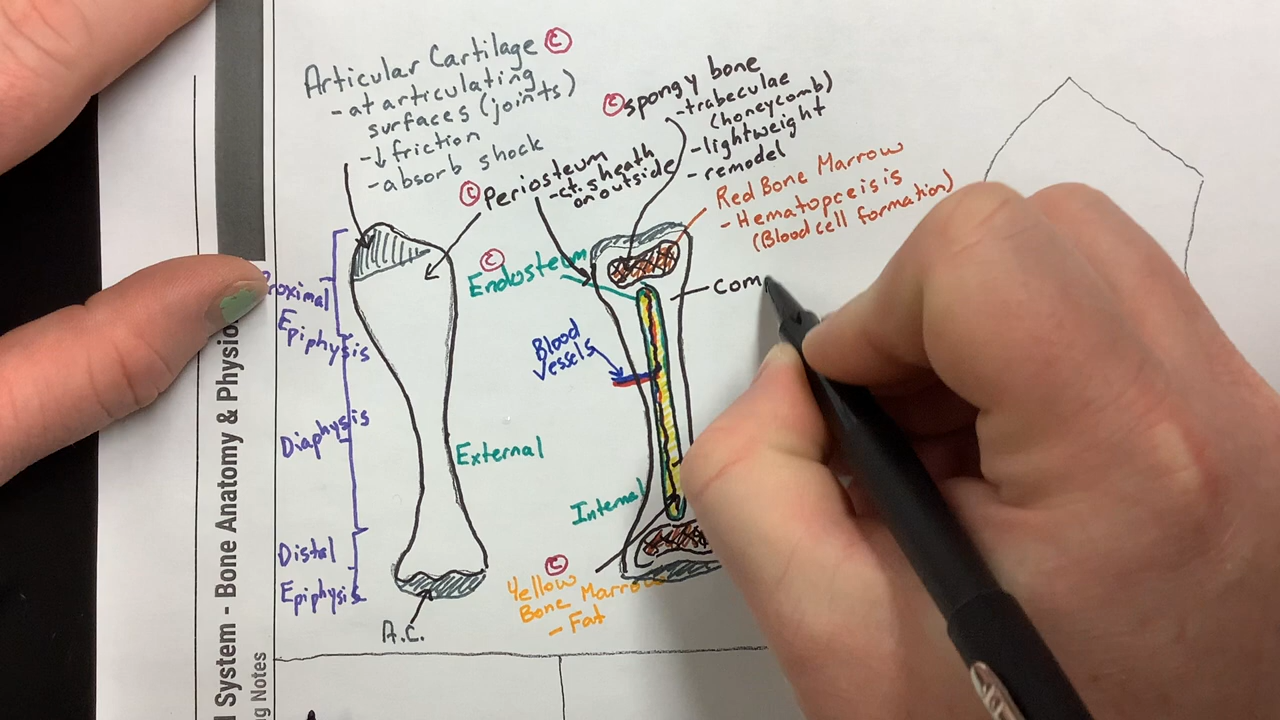 Articular Cartilage ©
- at articulating
surfaces (joints)
- ↓ friction
- absorb shock
© spongy bone
- trabeculae
(honeycomb)
- lightweight
- remodel
© Periosteum
- c.t. sheath
on outside
Red Bone Marrow
- Hematopoeisis
(Blood cell formation)
©
Endosteum
Com
roximal
Epiphysis
Blood
Vessels
Diaphysis
External
Internal
Distal
Epiphysis
©
Yellow
Bone Marrow
- Fat
A.C.
l System - Bone Anatomy & Physio
ng Notes